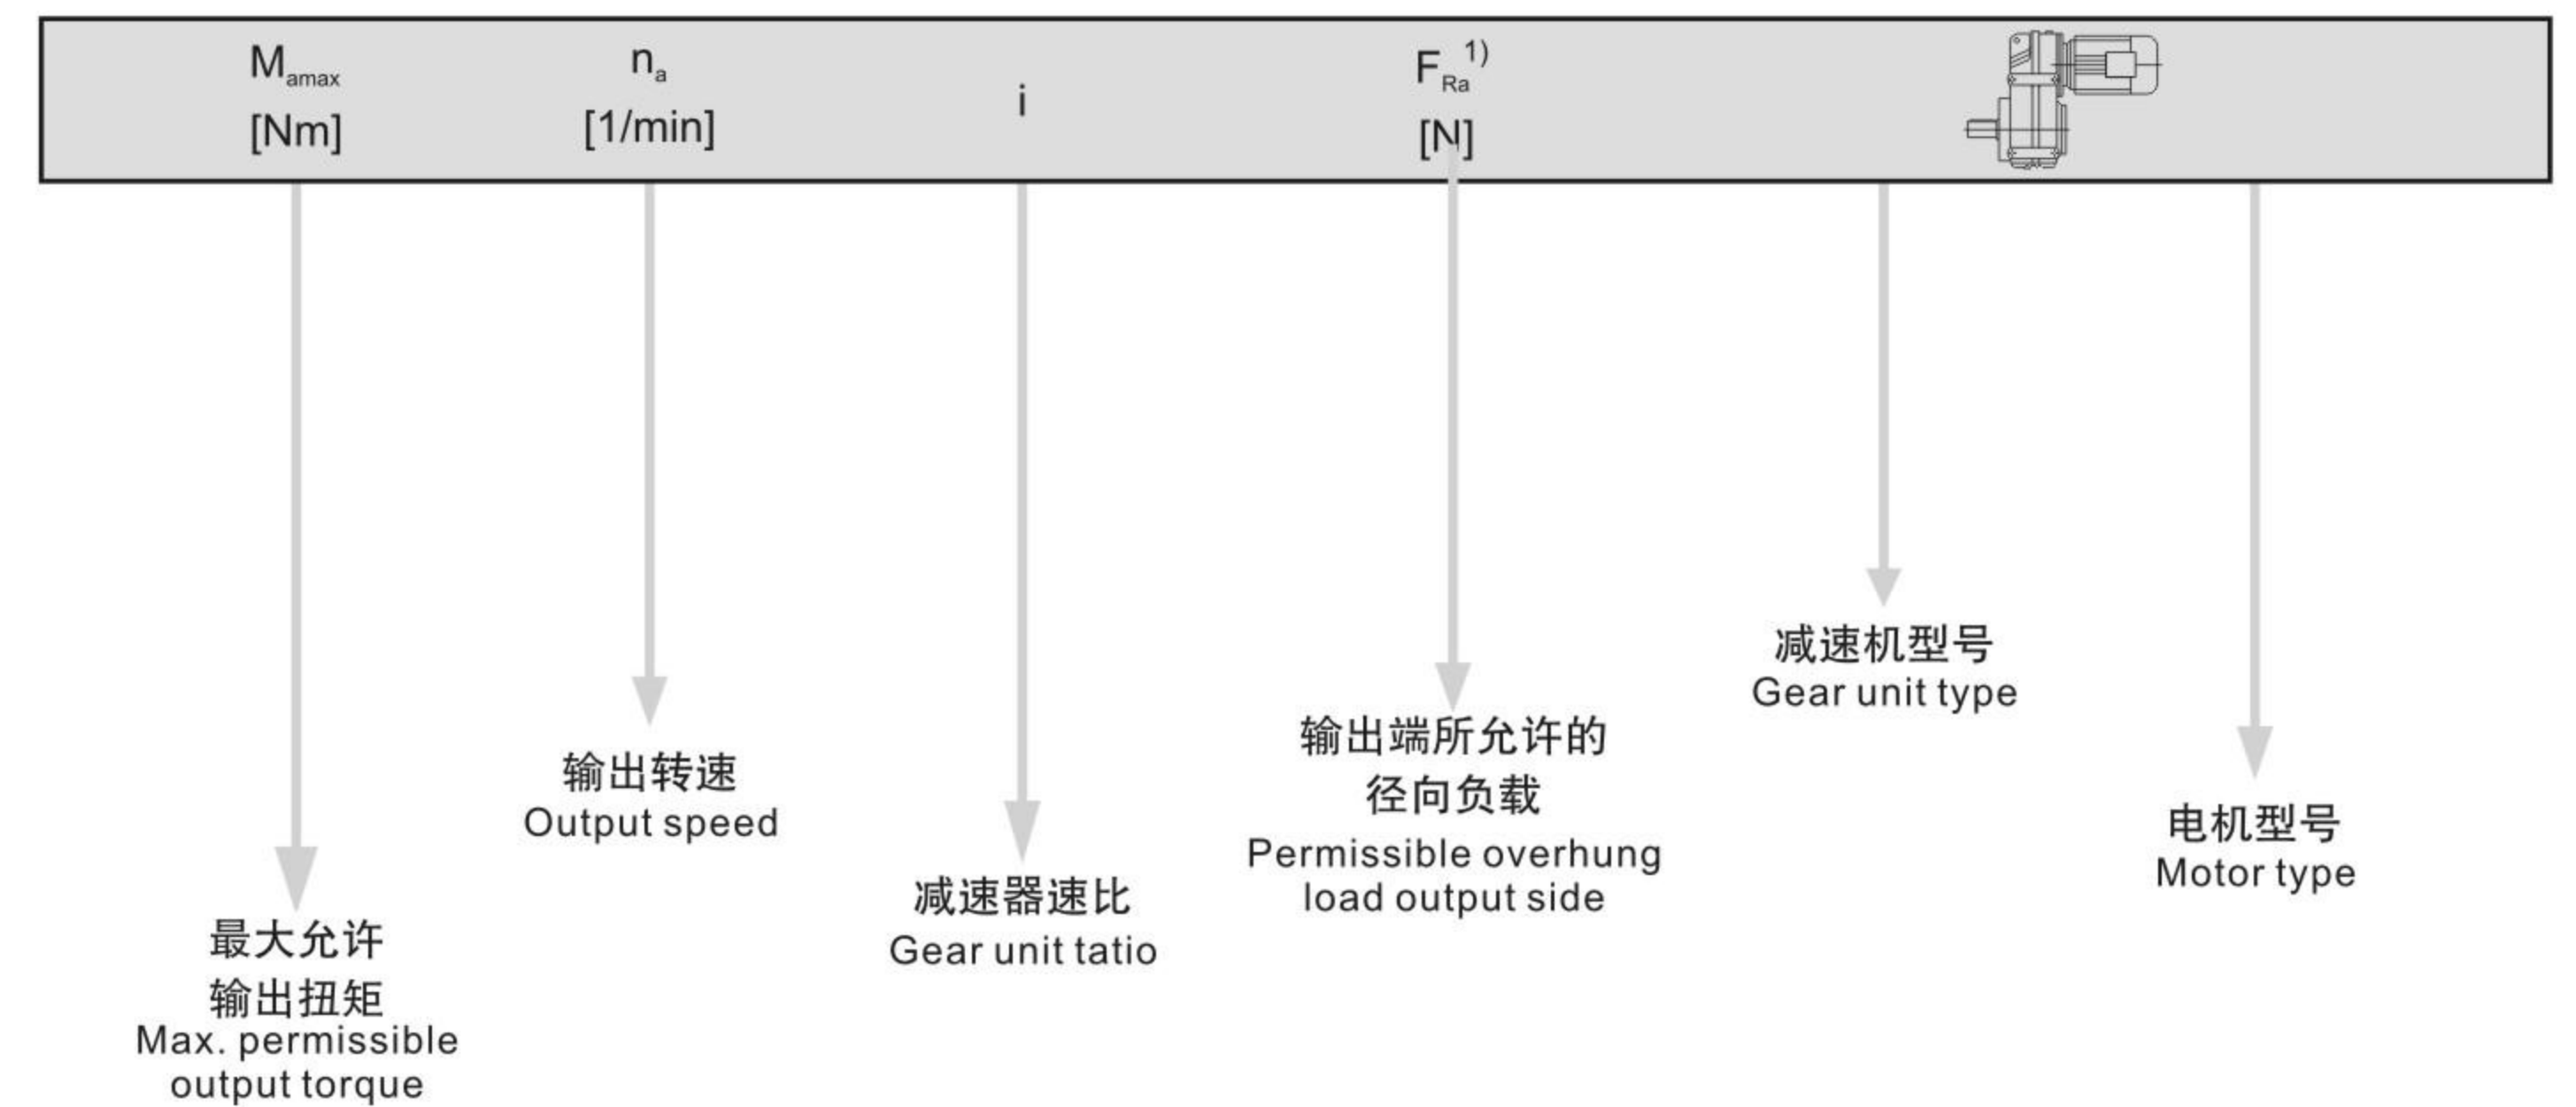 Mamax
[Nm]
na
[1/min]
i
FRa1)
[N]
最大允许
输出扭矩
Max. permissible
output torque
输出转速
Output speed
减速器速比
Gear unit tatio
输出端所允许的
径向负载
Permissible overhung
load output side
减速机型号
Gear unit type
电机型号
Motor type